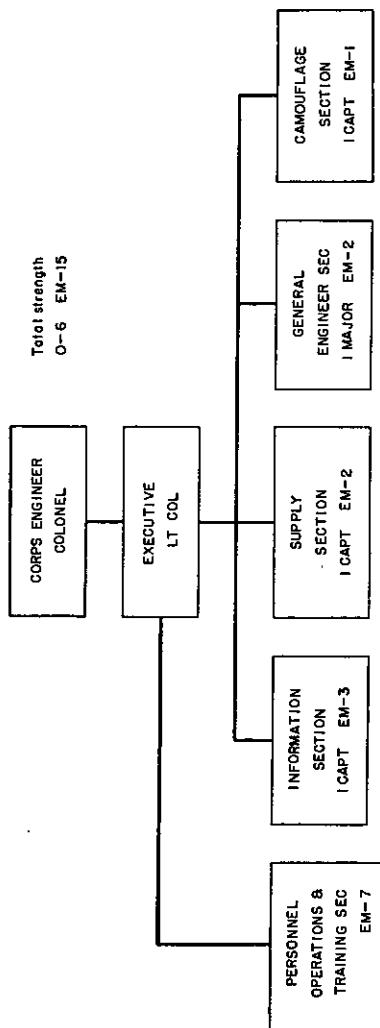 Total strength
O-6 EM-15
CORPS ENGINEER
COLONEL
EXECUTIVE
LT COL
PERSONNEL
OPERATIONS &
TRAINING SEC
EM-7
INFORMATION
SECTION
1 CAPT EM-3
SUPPLY
SECTION
1 CAPT EM-2
GENERAL
ENGINEER SEC
1 MAJOR EM-2
CAMOUFLAGE
SECTION
1 CAPT EM-1